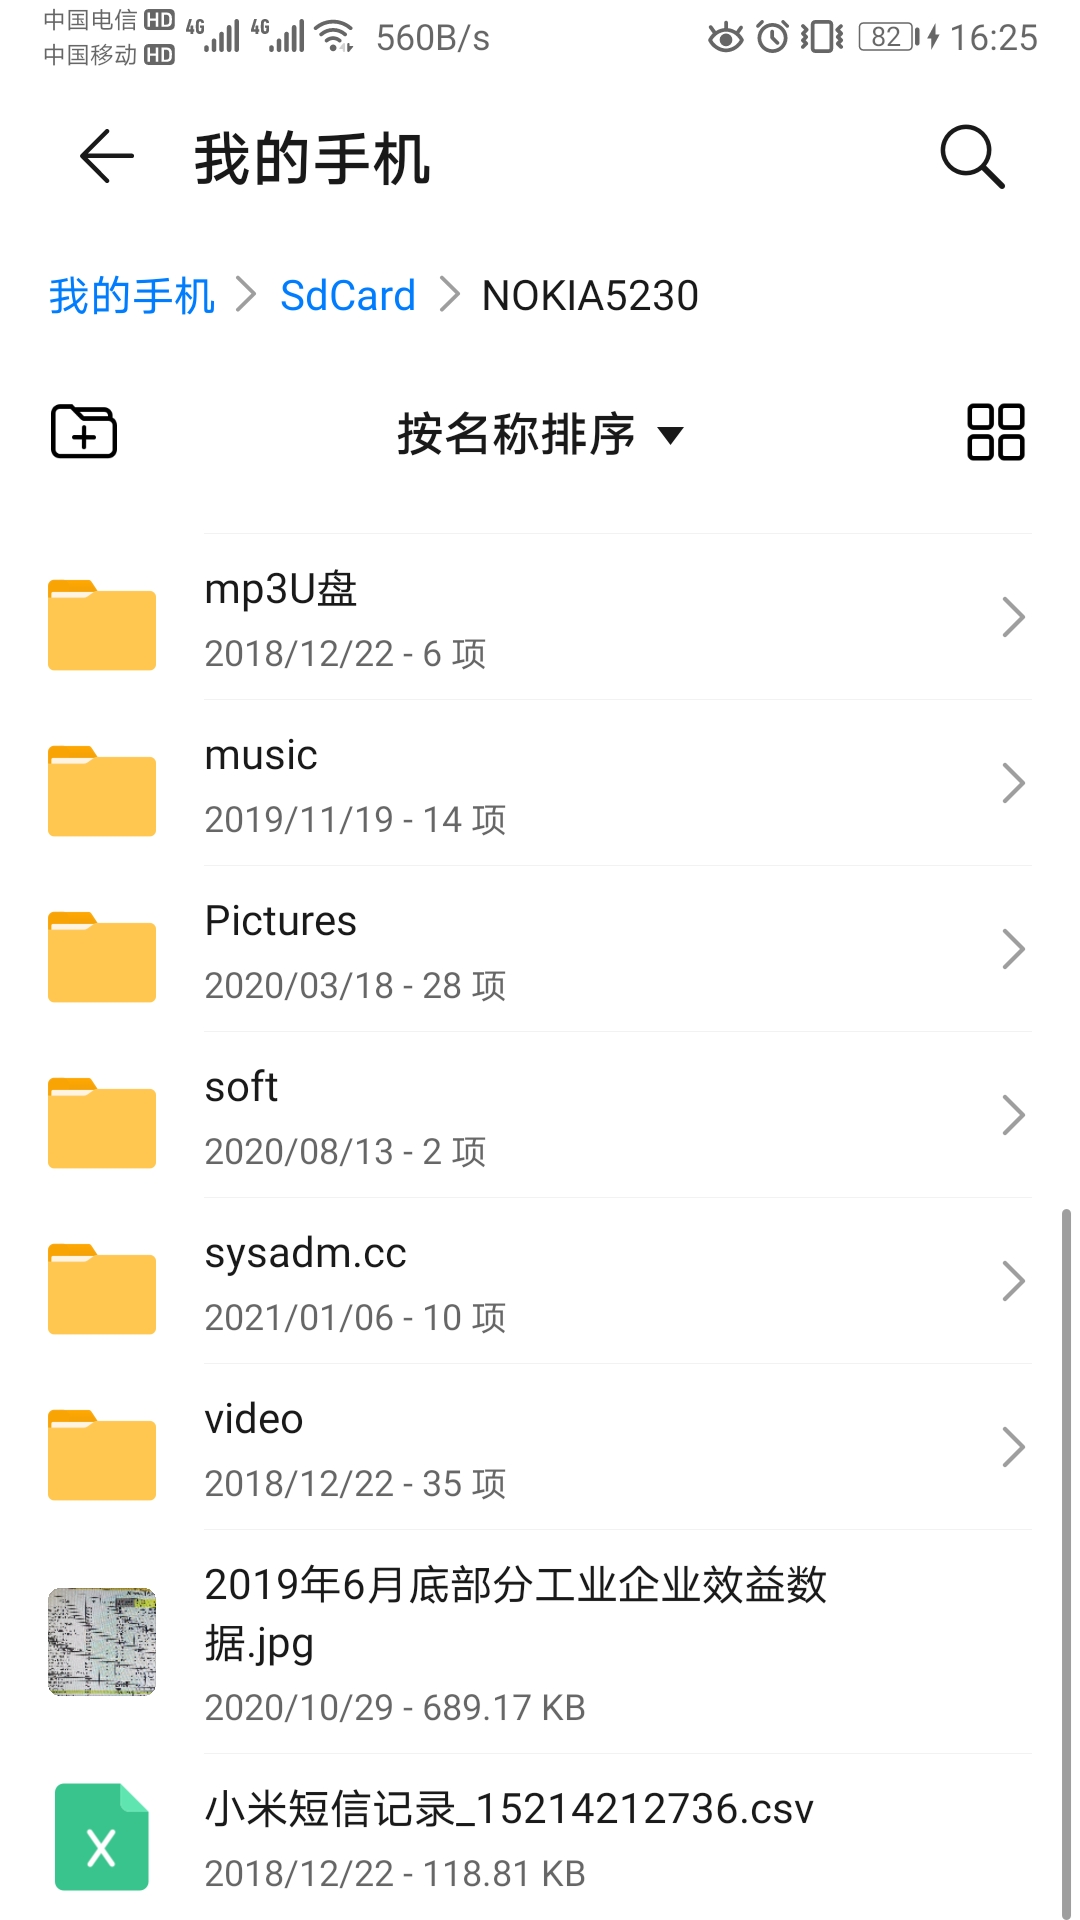 中国电信 HD 4G 4G 560B/s 82 16:25
中国移动 HD
我的手机
我的手机 > SdCard > NOKIA5230
按名称排序
mp3U盘
2018/12/22 - 6 项
music
2019/11/19 - 14 项
Pictures
2020/03/18 - 28 项
soft
2020/08/13 - 2 项
sysadm.cc
2021/01/06 - 10 项
video
2018/12/22 - 35 项
2019年6月底部分工业企业效益数
据.jpg
2020/10/29 - 689.17 KB
小米短信记录_15214212736.csv
2018/12/22 - 118.81 KB